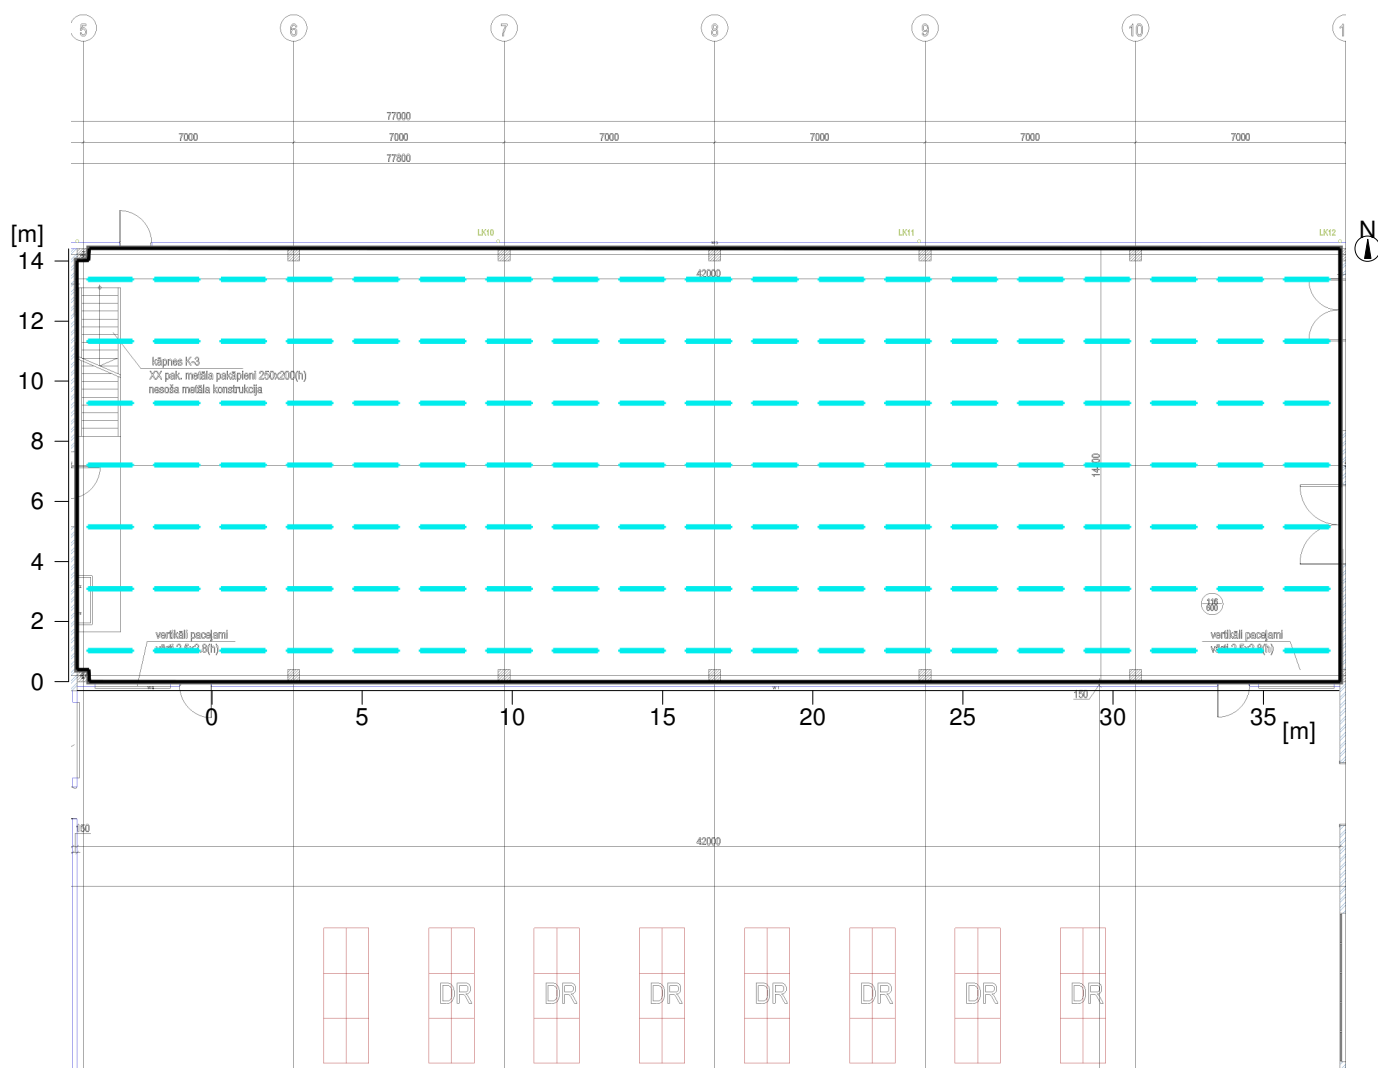 5 6 7 8 9 10
77000
7000 7000 7000 7000 7000 7000
77800
[m] LK10 LK11 LK12 N
14
42000
12
kāpnes K-3
XX pak. metāla pakāpieni 250x200(h)
nesoša metāla konstrukcija
10
8
6
4
116
600
2
vertikāli paceļami
vertikāli paceļami
0
150
0 5 10 15 20 25 30 35
[m]
150
42000
DR DR DR DR DR DR DR